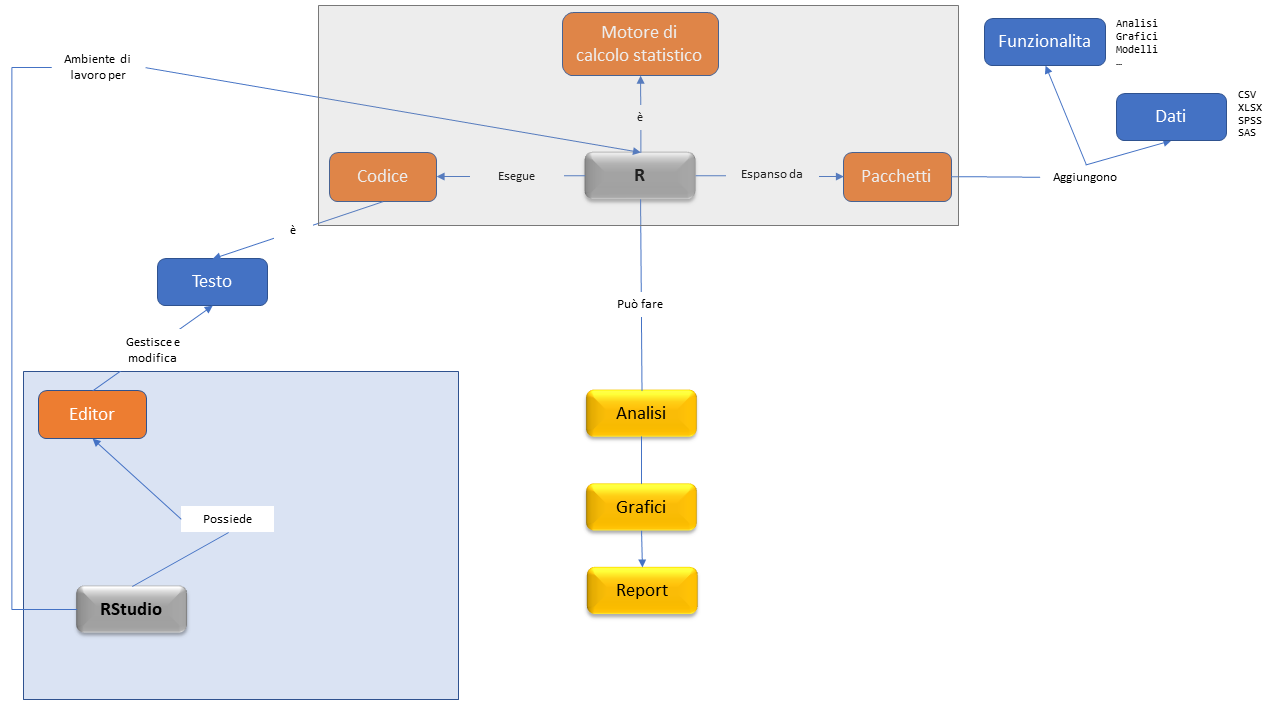 Motore di
calcolo statistico
Funzionalita
Analisi
Grafici
Modelli
…
Ambiente di
lavoro per
Dati
CSV
XLSX
SPSS
SAS
è
Codice
Esegue
R
Espanso da
Pacchetti
Aggiungono
è
Testo
Può fare
Gestisce e
modifica
Editor
Analisi
Grafici
Possiede
Report
RStudio